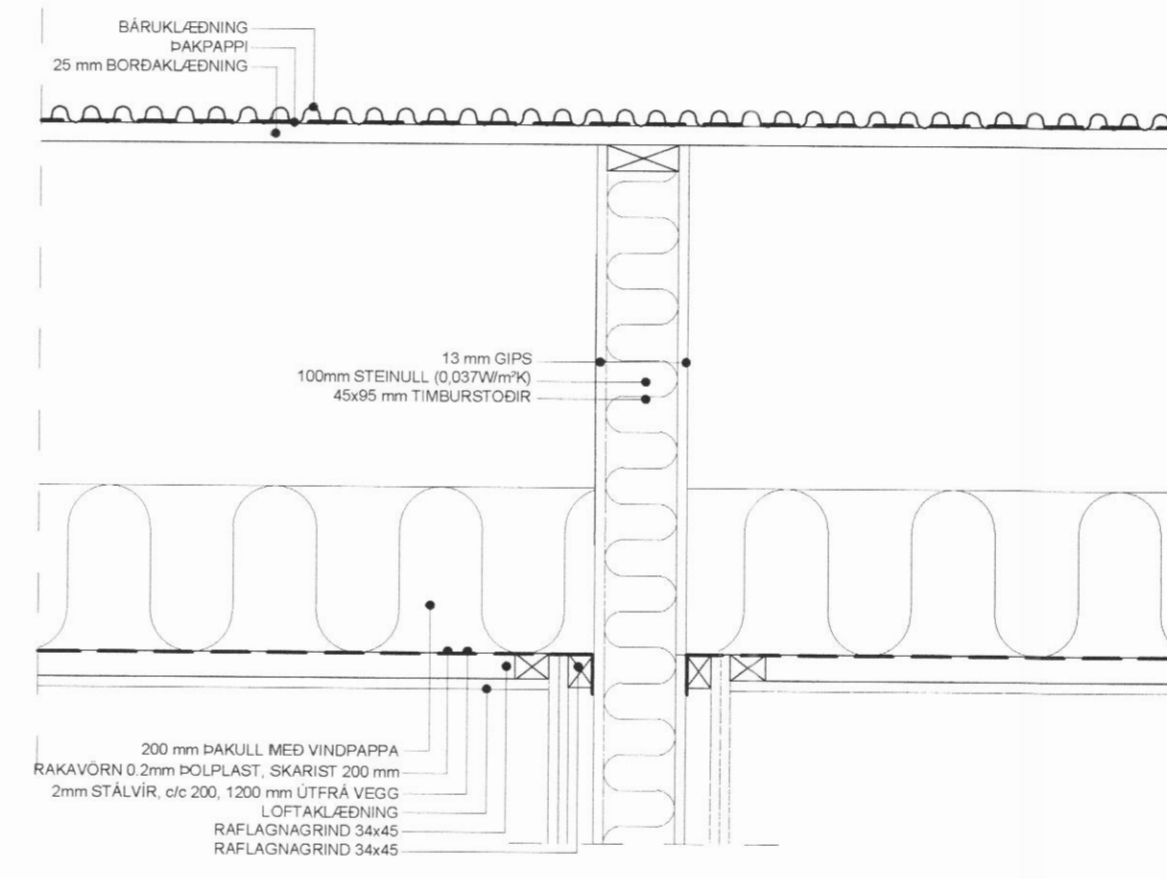 BÁRUKLÆÐNING
ÞAKPAPPI
25 mm BORÐAKLÆÐNING
13 mm GIPS
100mm STEINULL (0,037W/m²K)
45x95 mm TIMBURSTOÐIR
200 mm ÞAKULL MEÐ VINDPAPPA
RAKAVÖRN 0.2mm ÞOLPLAST, SKARIST 200 mm
2mm STÁLVÍR, c/c 200, 1200 mm ÚTFRÁ VEGG
LOFTAKLÆÐNING
RAFLAGNAGRIND 34x45
RAFLAGNAGRIND 34x45